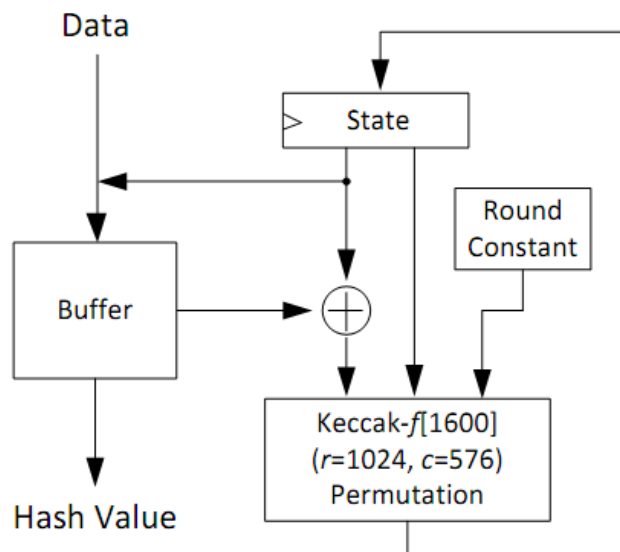 Data
State
Round
Constant
Buffer
Keccak-f[1600]
(r=1024, c=576)
Permutation
Hash Value